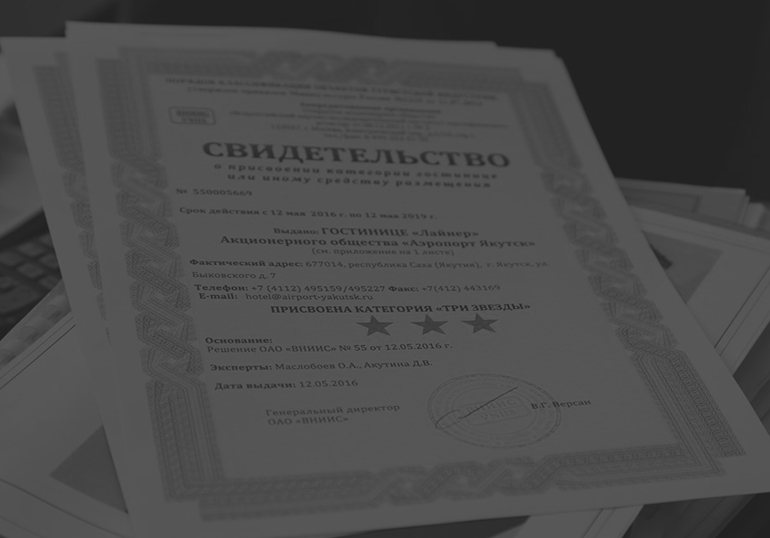 СВИДЕТЕЛЬСТВО
о присвоении категории гостинице
или иному средству размещения
№ 550005669
Срок действия с 12 мая 2016 г. по 12 мая 2019 г.
Выдано: ГОСТИНИЦЕ «Лайнер»
Акционерного общества «Аэропорт Якутск»
(см. приложение на 1 листе)
Фактический адрес: 677014, республика Саха (Якутия), г. Якутск, ул.
Быковского д. 7
Телефон: +7 (4112) 495159/495227 Факс: +7(4112) 443169
E-mail: hotel@airport-yakutsk.ru
ПРИСВОЕНА КАТЕГОРИЯ «ТРИ ЗВЕЗДЫ»
Основание:
Решение ОАО «ВНИИС» № 55 от 12.05.2016 г.
Эксперты: Маслобоев О.А., Акутина Д.В.
Дата выдачи: 12.05.2016
Генеральный директор
ОАО «ВНИИС»
В.Г. Версан